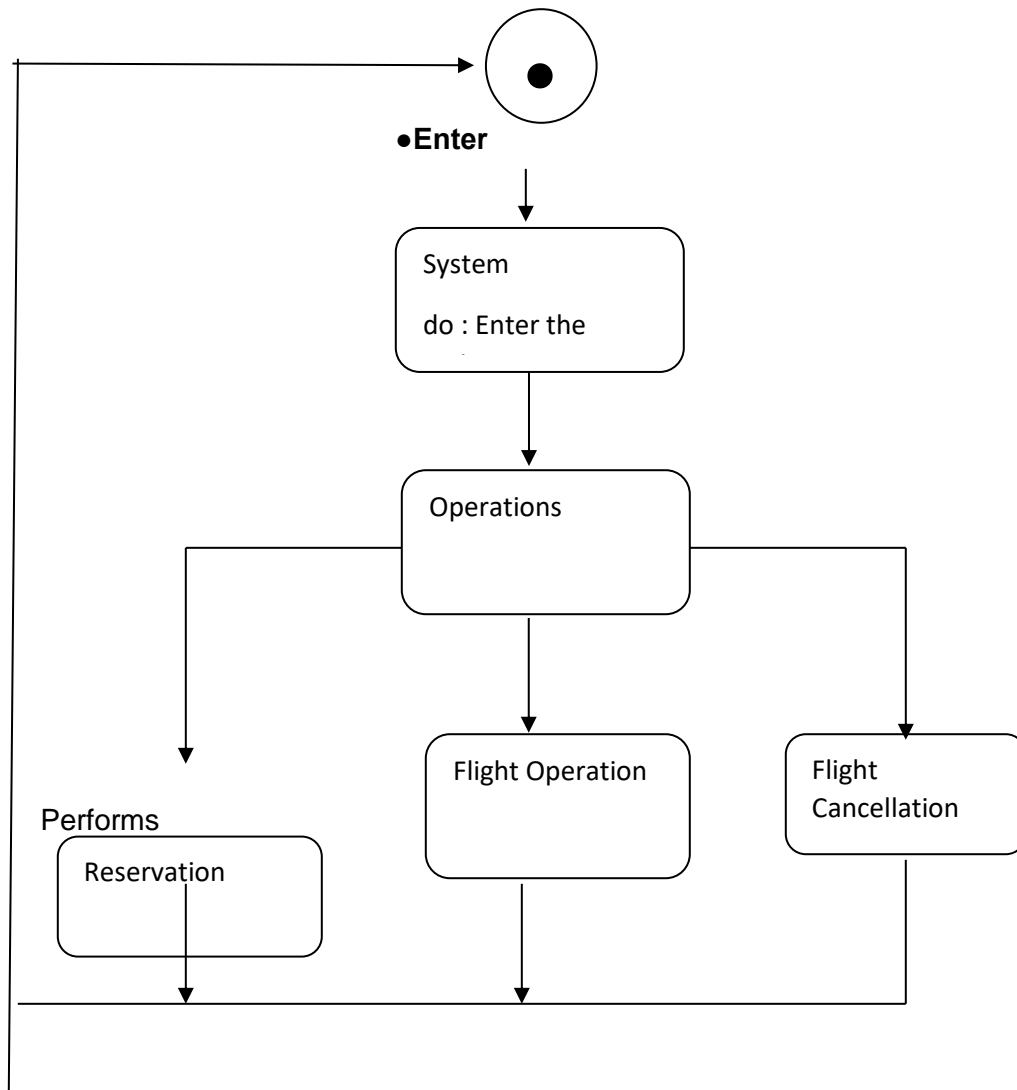 ●Enter
System
do : Enter the
Operations
Flight Operation
Flight
Cancellation
Performs
Reservation